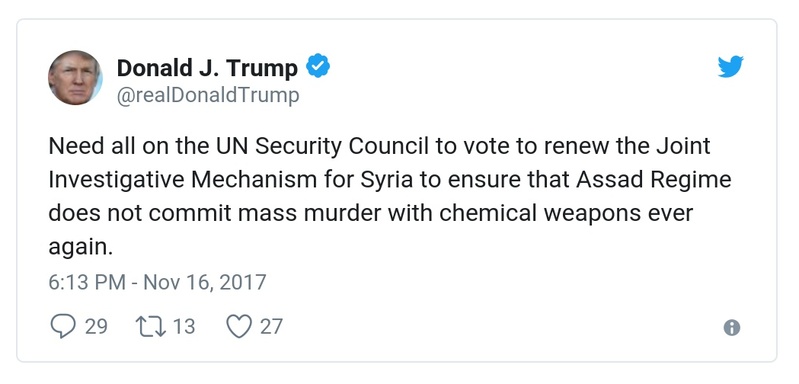 Donald J. Trump
@realDonaldTrump
Need all on the UN Security Council to vote to renew the Joint
Investigative Mechanism for Syria to ensure that Assad Regime
does not commit mass murder with chemical weapons ever
again.
6:13 PM - Nov 16, 2017
29 13 27